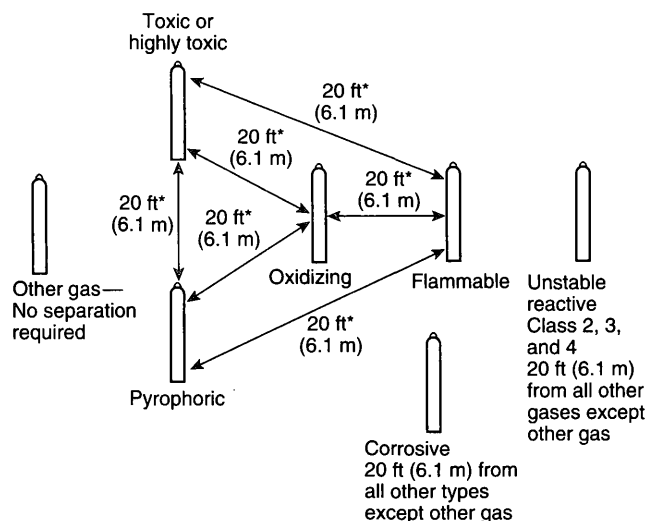 Toxic or
highly toxic
20 ft*
(6.1 m)
20 ft*
(6.1 m)
20 ft*
(6.1 m)
20 ft*
(6.1 m)
20 ft*
(6.1 m)
Oxidizing
Flammable
Other gas—
No separation
required
20 ft*
(6.1 m)
Pyrophoric
Unstable
reactive
Class 2, 3,
and 4
20 ft (6.1 m)
from all other
gases except
other gas
Corrosive
20 ft (6.1 m) from
all other types
except other gas